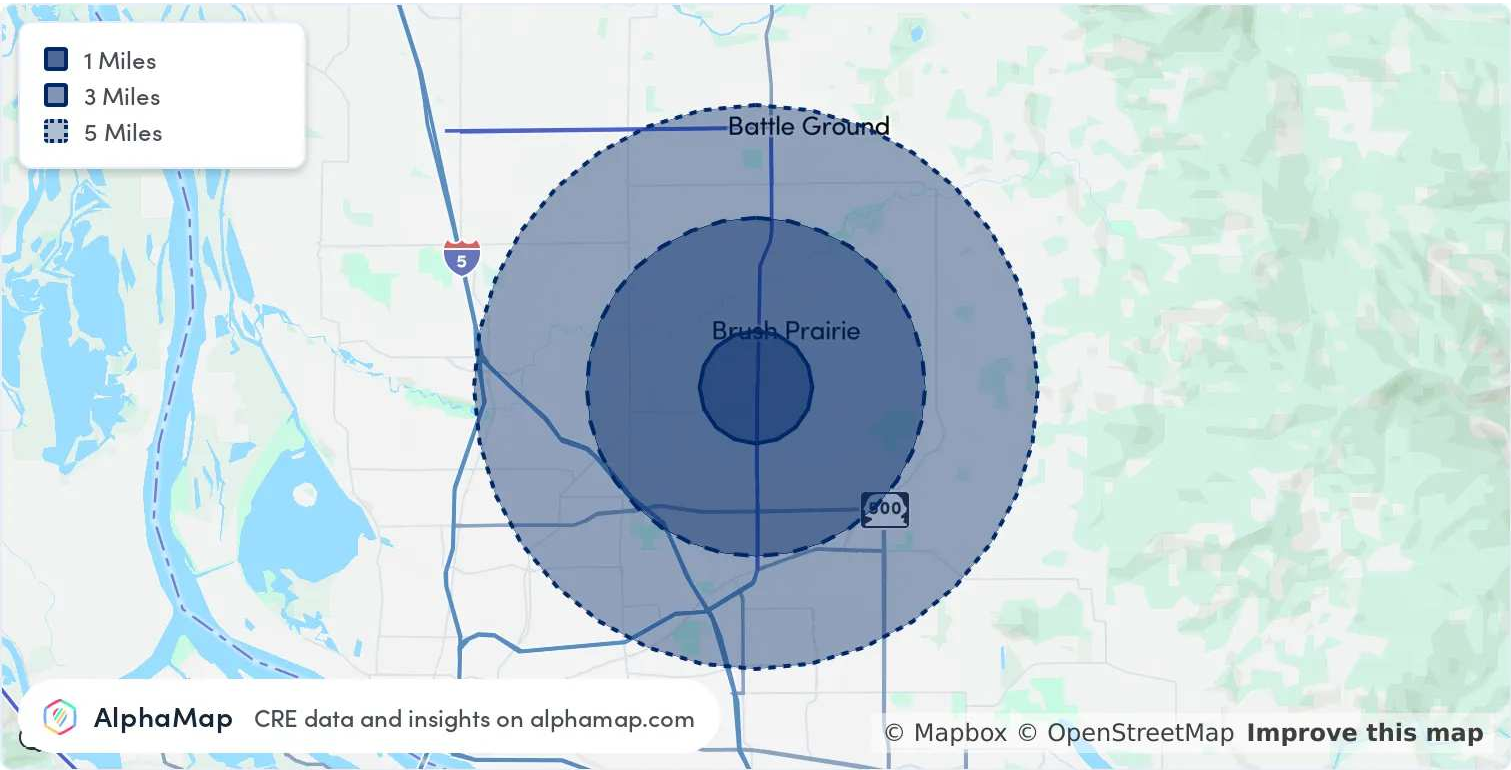 1 Miles
3 Miles
5 Miles
Battle Ground
5
Brush Prairie
500
AlphaMap CRE data and insights on alphamap.com
© Mapbox © OpenStreetMap Improve this map